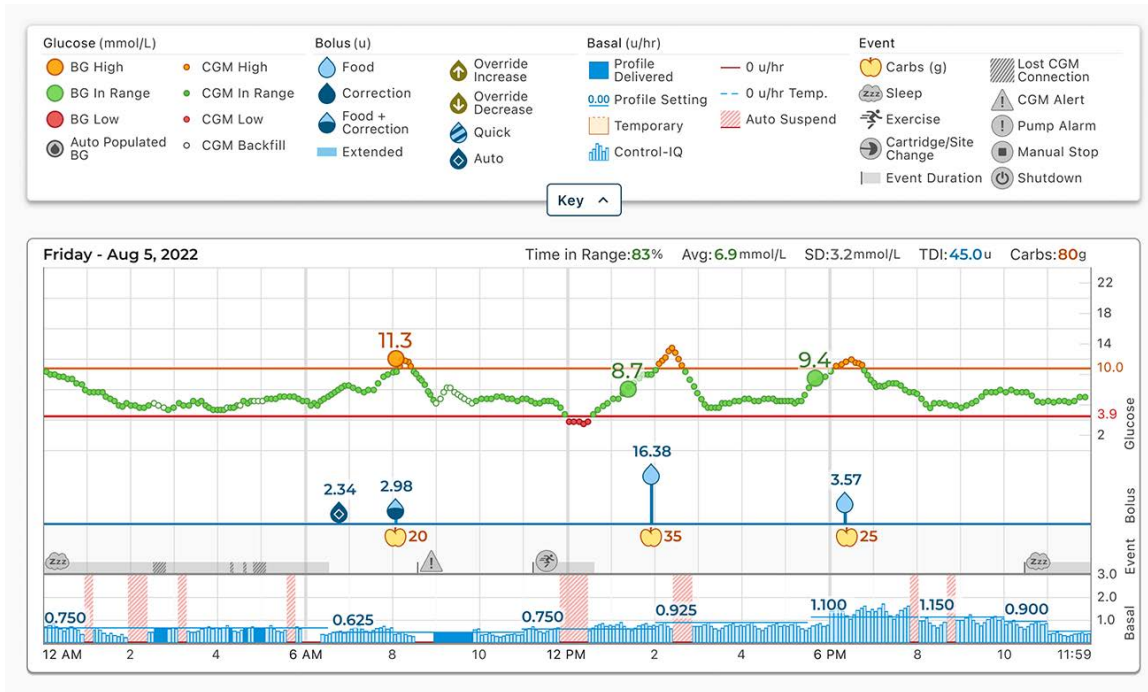 Glucose (mmol/L)
BG High
CGM High
BG In Range
CGM In Range
BG Low
CGM Low
Auto Populated
BG
CGM Backfill
Bolus (u)
Food
Correction
Food +
Correction
Extended
Override
Increase
Override
Decrease
Quick
Auto
Basal (u/hr)
Profile
Delivered
0.00 Profile Setting
Temporary
Control-IQ
0 u/hr
0 u/hr Temp.
Auto Suspend
Event
Carbs (g)
Zzz Sleep
Exercise
Cartridge/Site
Change
Event Duration
Lost CGM
Connection
CGM Alert
Pump Alarm
Manual Stop
Shutdown
Key
Friday - Aug 5, 2022
Time in Range:83% Avg:6.9mmol/L SD:3.2mmol/L TDI:45.0u Carbs:80g
22
18
14
10.0
3.9
2
Glucose
11.3
8.7
9.4
2.34
2.98
16.38
3.57
Bolus
20
35
25
Zzz
Zzz
Event
3.0
2.0
1.0
Basal
0.750
0.625
0.750
0.925
1.100
1.150
0.900
12 AM 2 4 6 AM 8 10 12 PM 2 4 6 PM 8 10 11:59